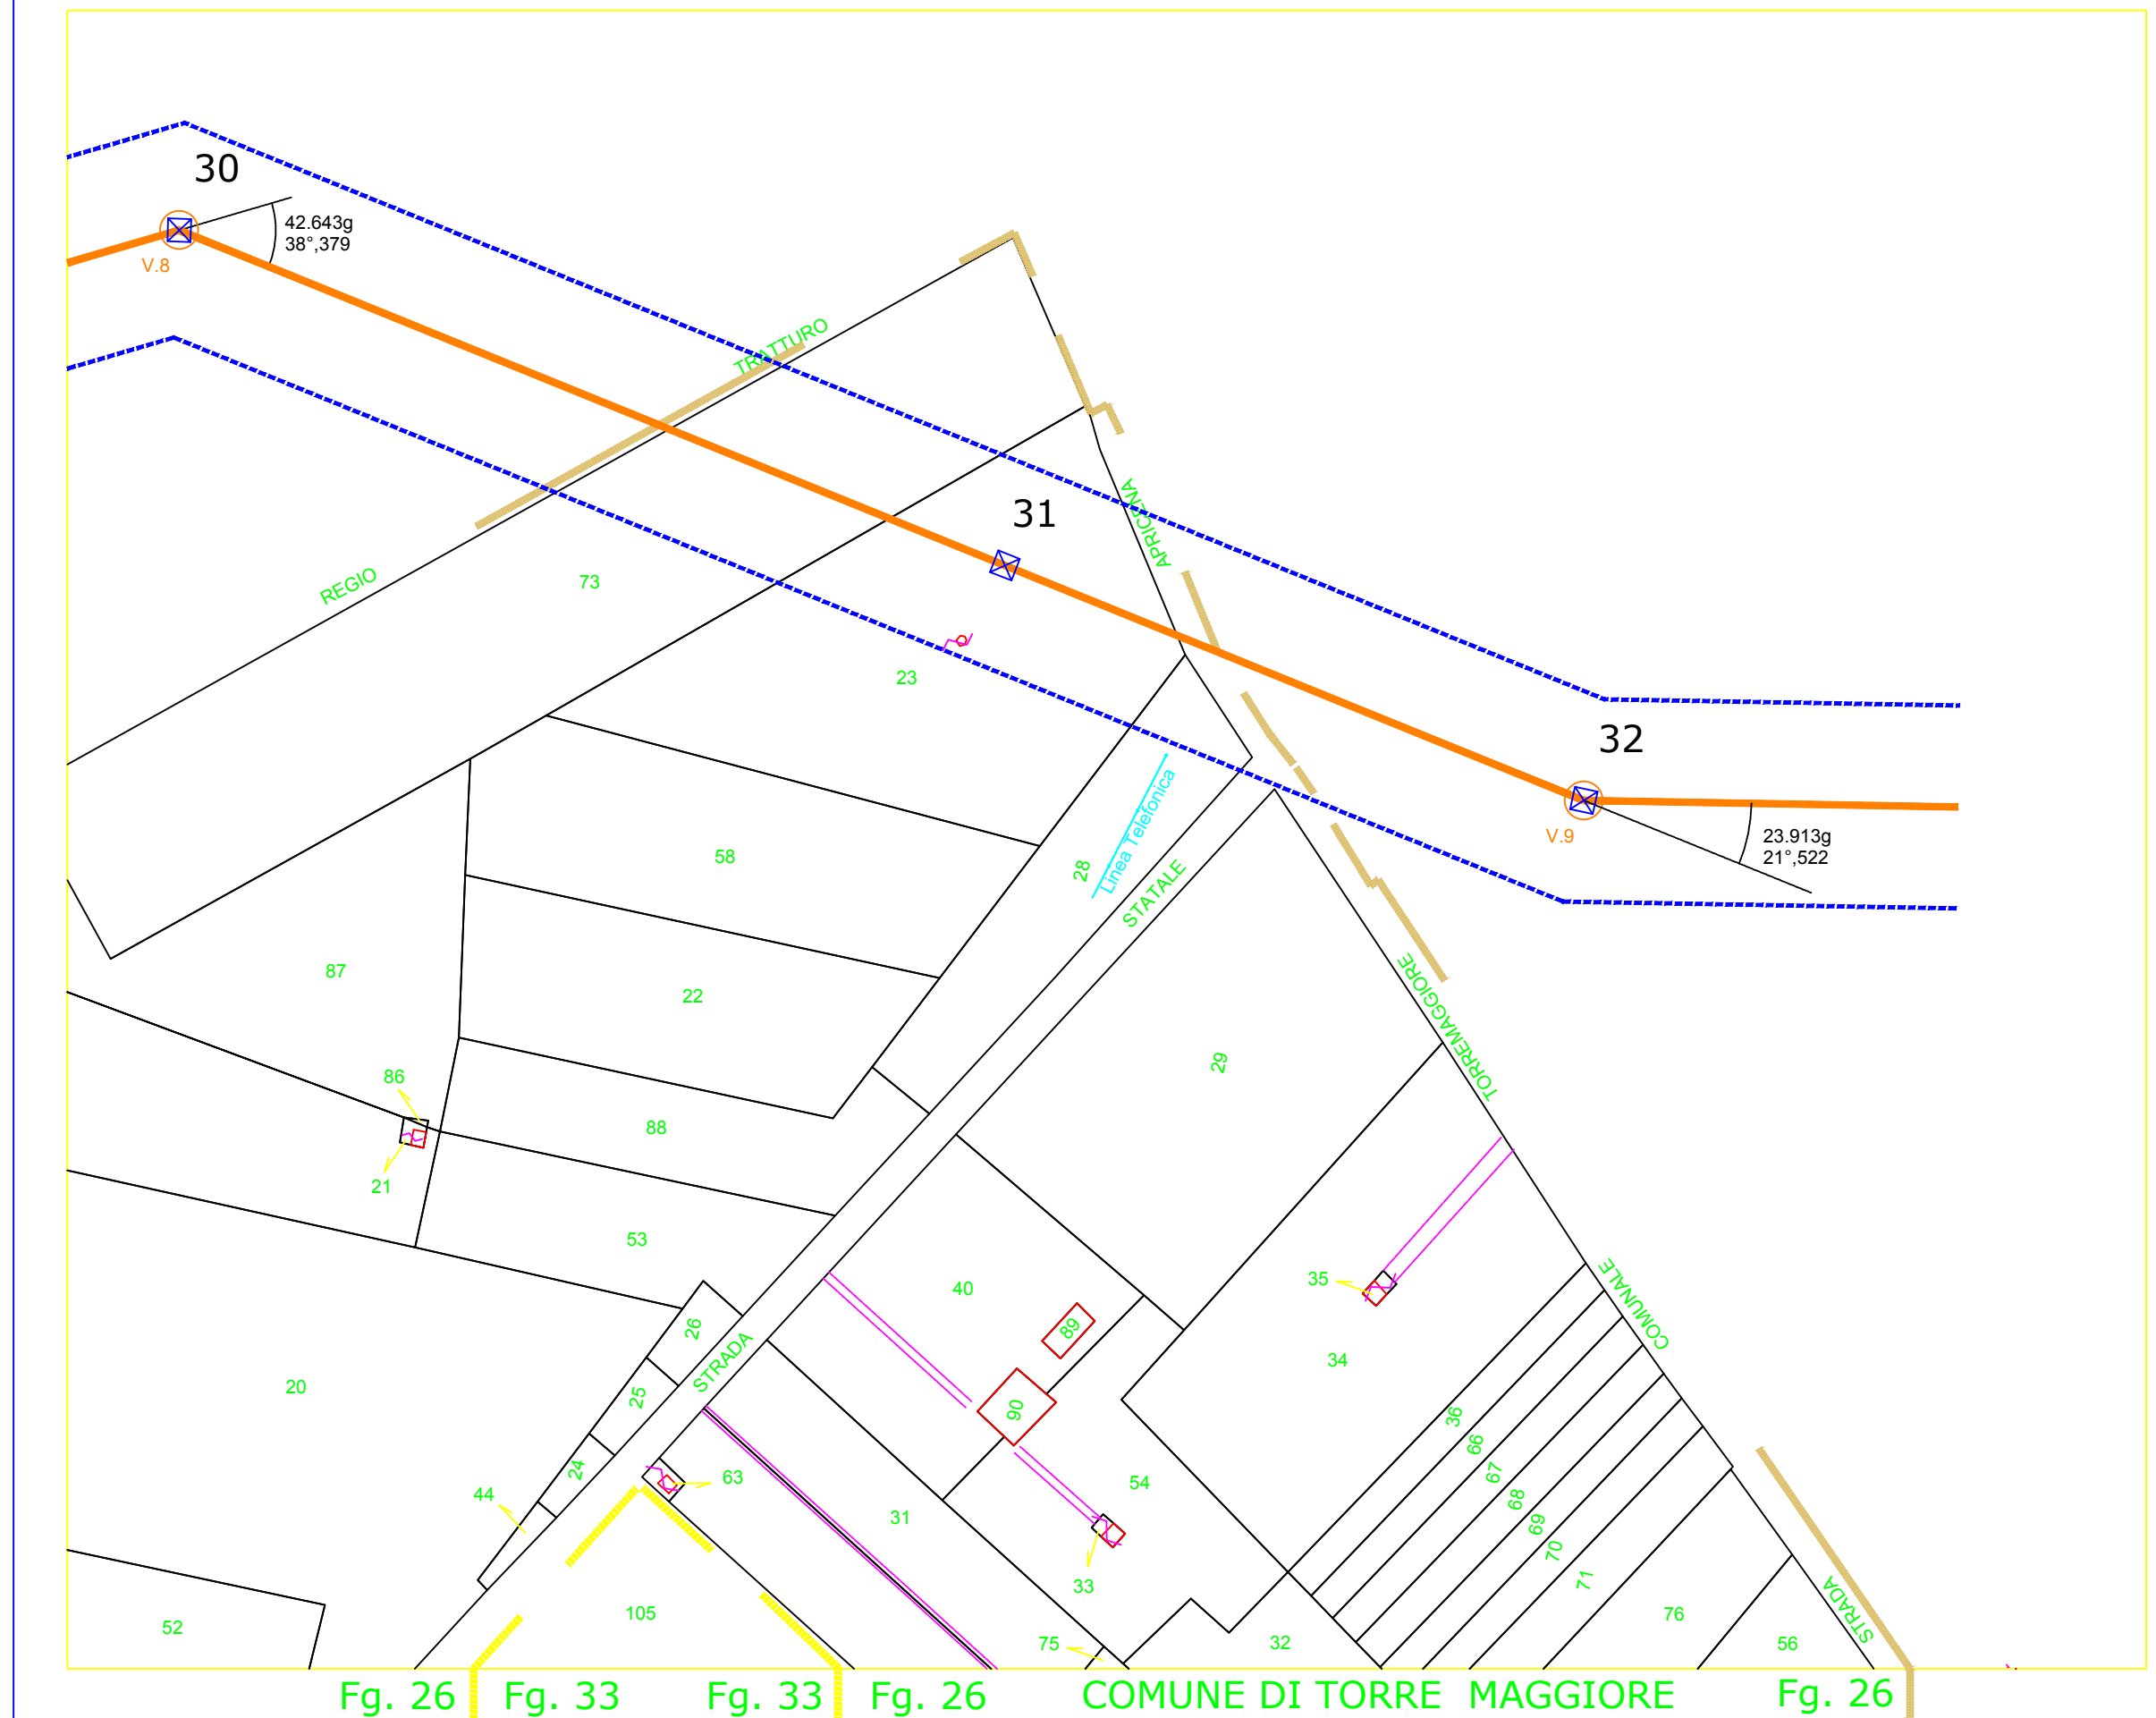 30
42.643g
38°,379
V.8
TRATTURO
REGIO
31
APRICENA
73
23
32
V.9
23.913g
21°,522
Linea Telefonica
28
STATALE
58
87
22
29
TORREMAGGIORE
86
88
21
53
35
40
COMUNALE
89
26
STRADA
34
20
25
90
36
66
24
63
54
67
44
68
31
69
70
33
71
105
52
75
32
76
56
STRADA
Fg. 26
Fg. 33
Fg. 33
Fg. 26
COMUNE DI TORRE MAGGIORE
Fg. 26